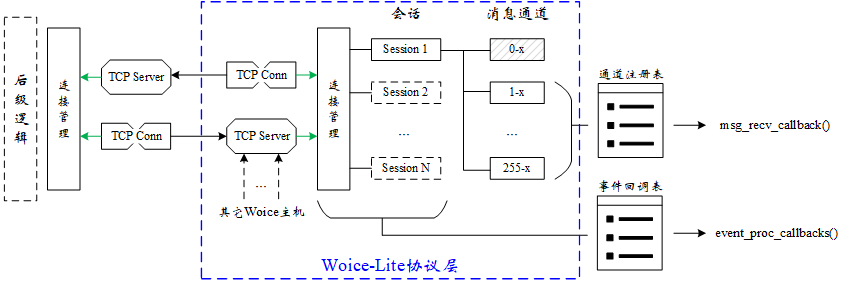 会话
消息通道
后级逻辑
连接管理
TCP Server
TCP Conn
连接管理
Session 1
0-x
通道注册表
Session 2
1-x
msg_recv_callback()
TCP Conn
TCP Server
...
...
Session N
255-x
...
其它Woice主机
事件回调表
event_proc_callbacks()
Woice-Lite协议层